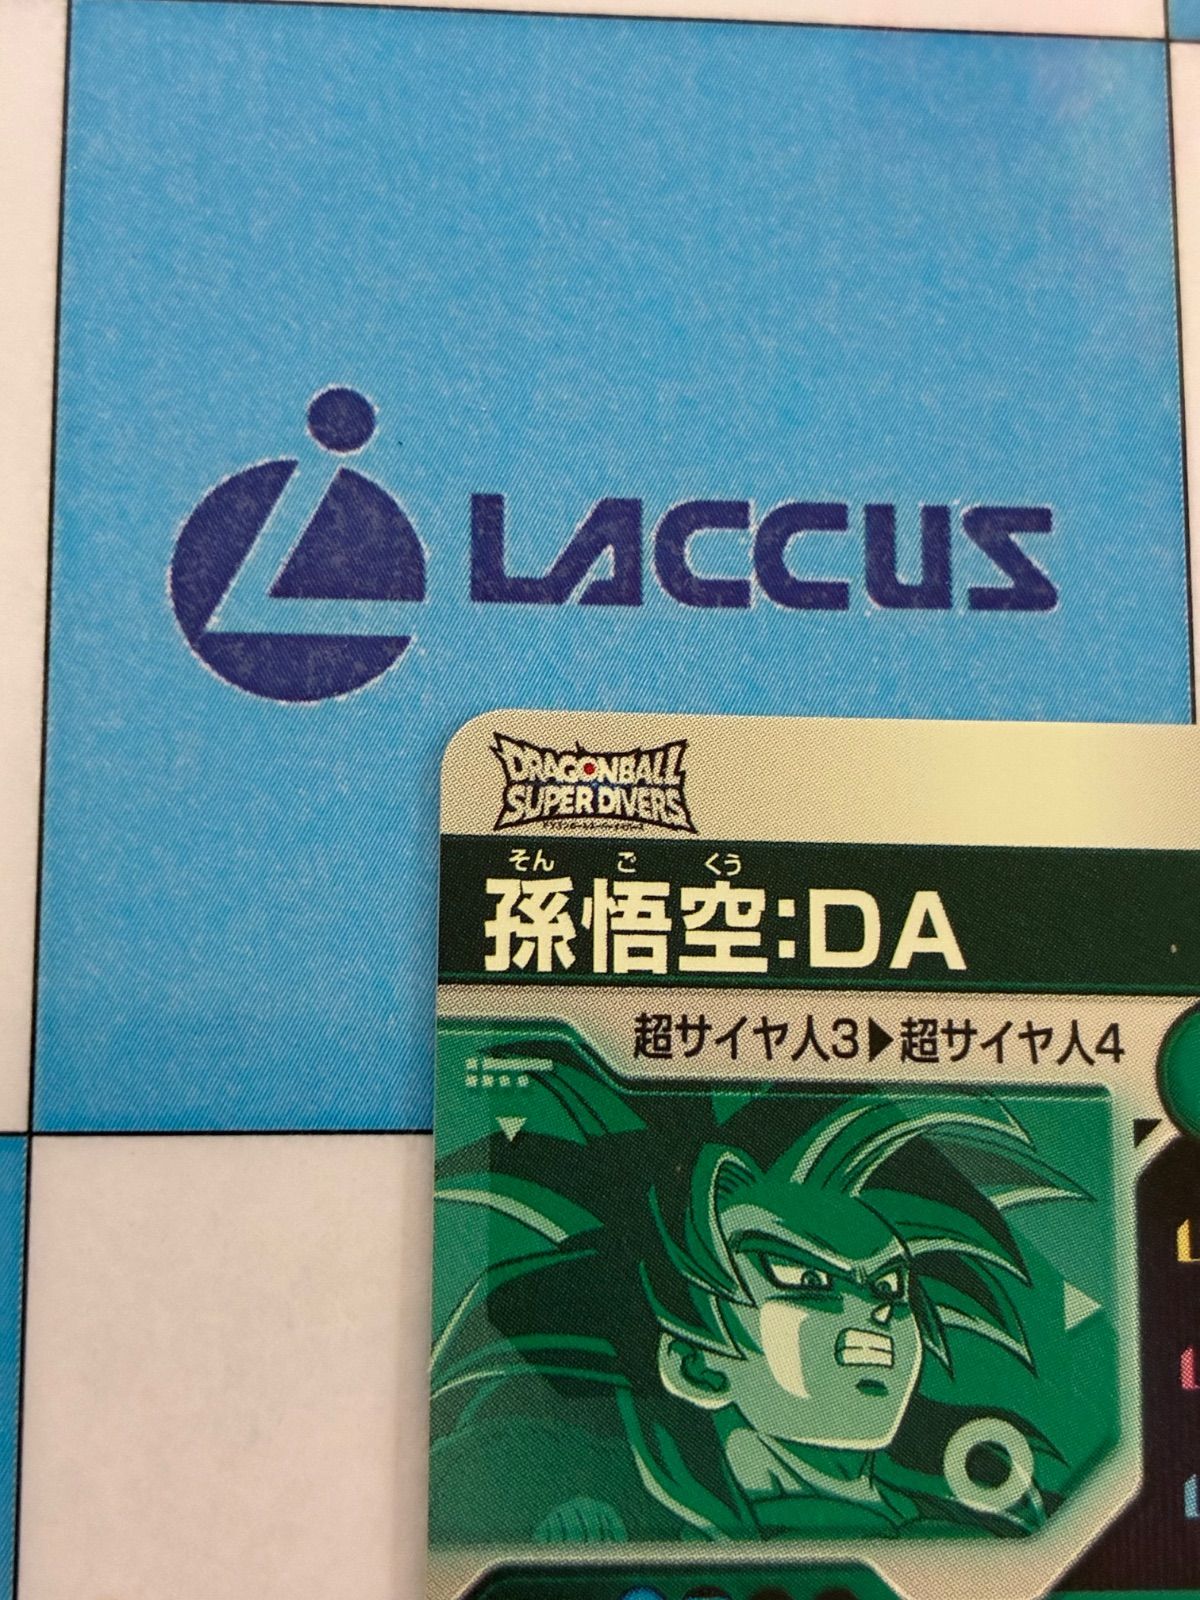 LACCUS
DRAGONBALL
SUPER DIVERS
そん ご くう
孫悟空:DA
超サイヤ人3▶超サイヤ人4